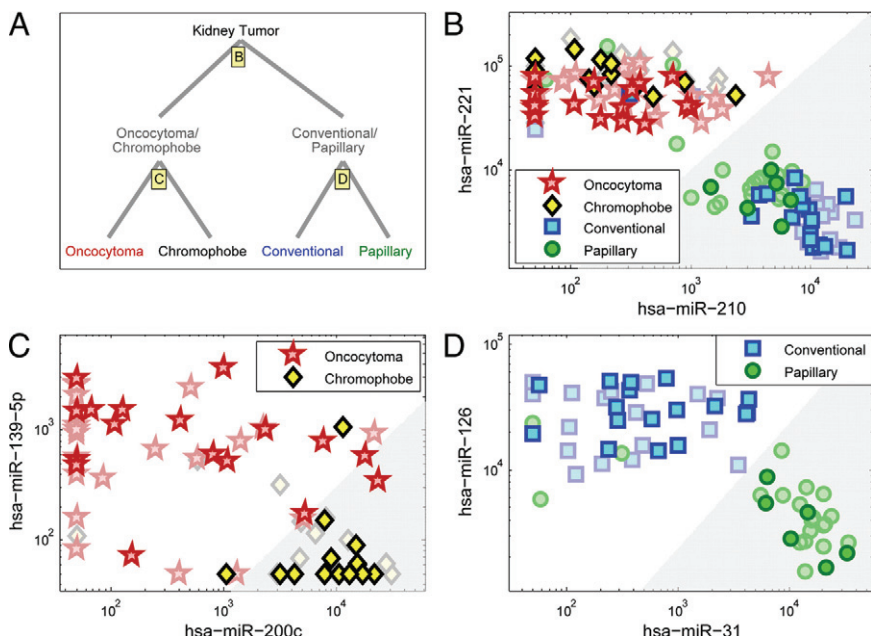 A
Kidney Tumor
B
Oncocytoma/
Chromophobe
Conventional/
Papillary
C
D
Oncocytoma
Chromophobe
Conventional
Papillary
B
hsa−miR−221
10^5
10^4
Oncocytoma
Chromophobe
Conventional
Papillary
10^2
10^3
10^4
hsa−miR−210
C
hsa−miR−139−5p
10^3
10^2
Oncocytoma
Chromophobe
10^2
10^3
10^4
hsa−miR−200c
D
hsa−miR−126
10^5
10^4
Conventional
Papillary
10^2
10^3
10^4
hsa−miR−31